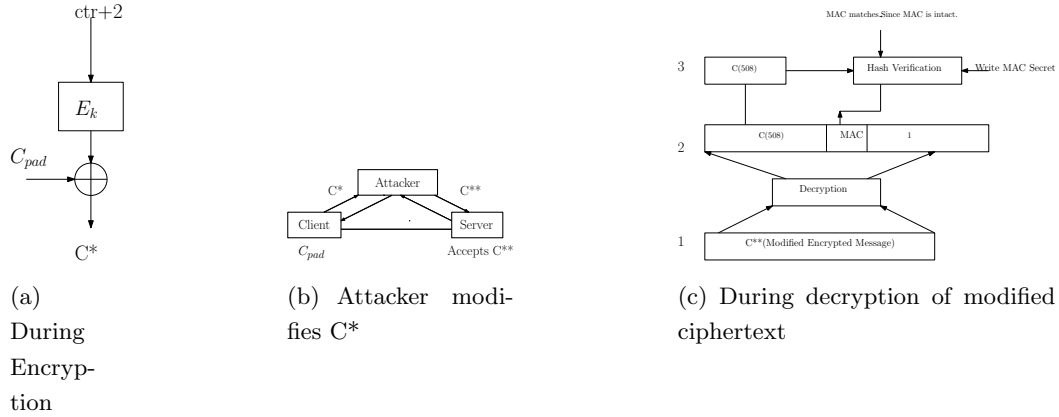 ctr+2
E_k
C_pad
C*
(a)
During
Encryp-
tion
C*
Attacker
C**
Client
Server
C_pad
Accepts C**
(b) Attacker modi-
fies C*
MAC matches.Since MAC is intact.
3
C(508)
Hash Verification
Write MAC Secret
2
C(508)
MAC
1
Decryption
1
C**(Modified Encrypted Message)
(c) During decryption of modified
ciphertext